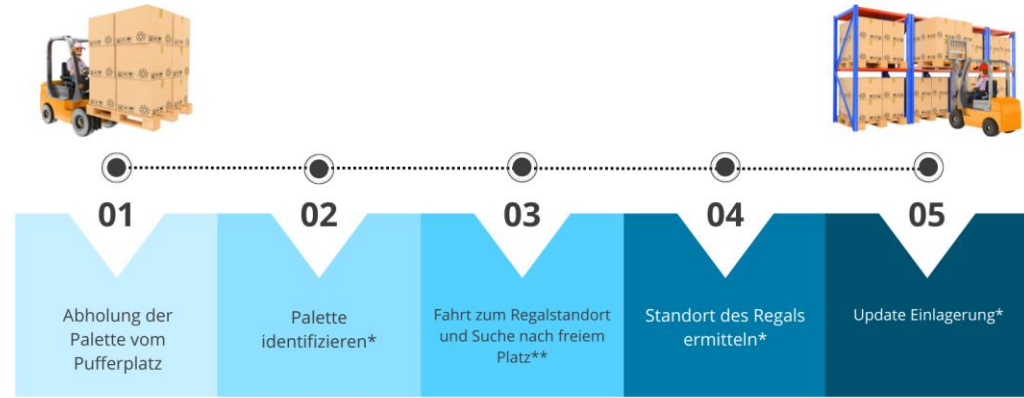 01
02
03
04
05
Abholung der
Palette vom
Pufferplatz
Palette
identifizieren*
Fahrt zum Regalstandort
und Suche nach freiem
Platz**
Standort des Regals
ermitteln*
Update Einlagerung*